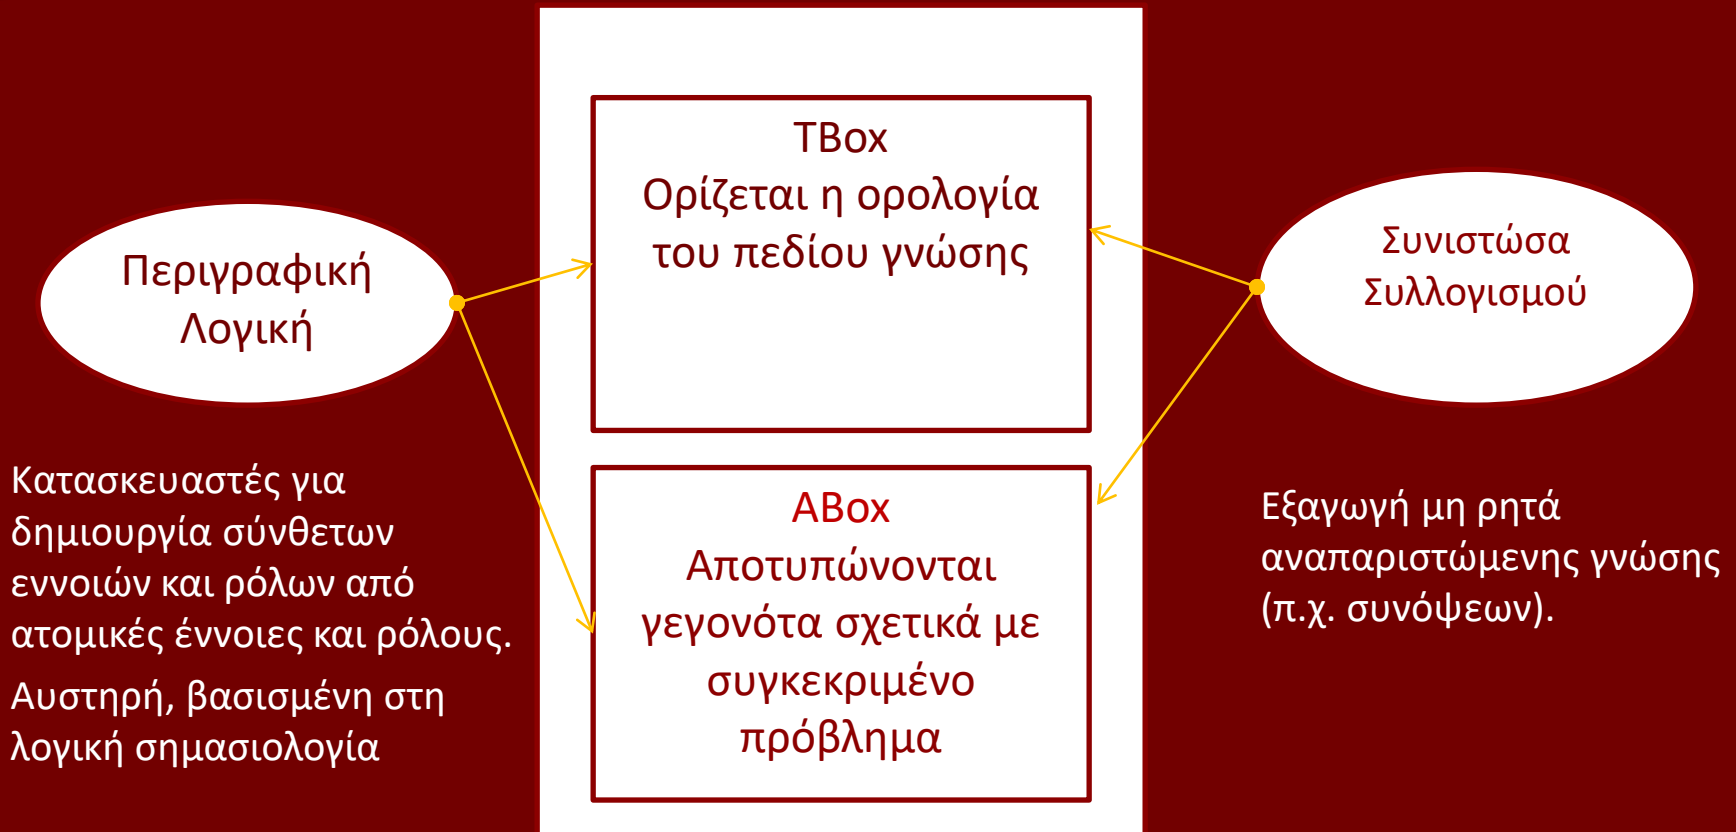 Περιγραφική
Λογική
Κατασκευαστές για
δημιουργία σύνθετων
εννοιών και ρόλων από
ατομικές έννοιες και ρόλους.
Αυστηρή, βασισμένη στη
λογική σημασιολογία
TBox
Ορίζεται η ορολογία
του πεδίου γνώσης
ABox
Αποτυπώνονται
γεγονότα σχετικά με
συγκεκριμένο
πρόβλημα
Συνιστώσα
Συλλογισμού
Εξαγωγή μη ρητά
αναπαριστώμενης γνώσης
(π.χ. συνόψεων).